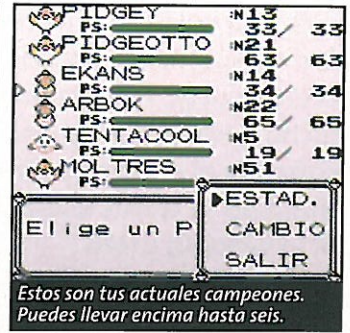 PIDGEY :N13
PS: 33/ 33
PIDGEOTTO :N21
PS: 63/ 63
EKANS :N14
PS: 34/ 34
ARBOK :N22
PS: 65/ 65
TENTACOOL :N5
PS: 19/ 19
MOLTRES :N51
PS:
Elige un P
ESTAD.
CAMBIO
SALIR
Estos son tus actuales campeones.
Puedes llevar encima hasta seis.